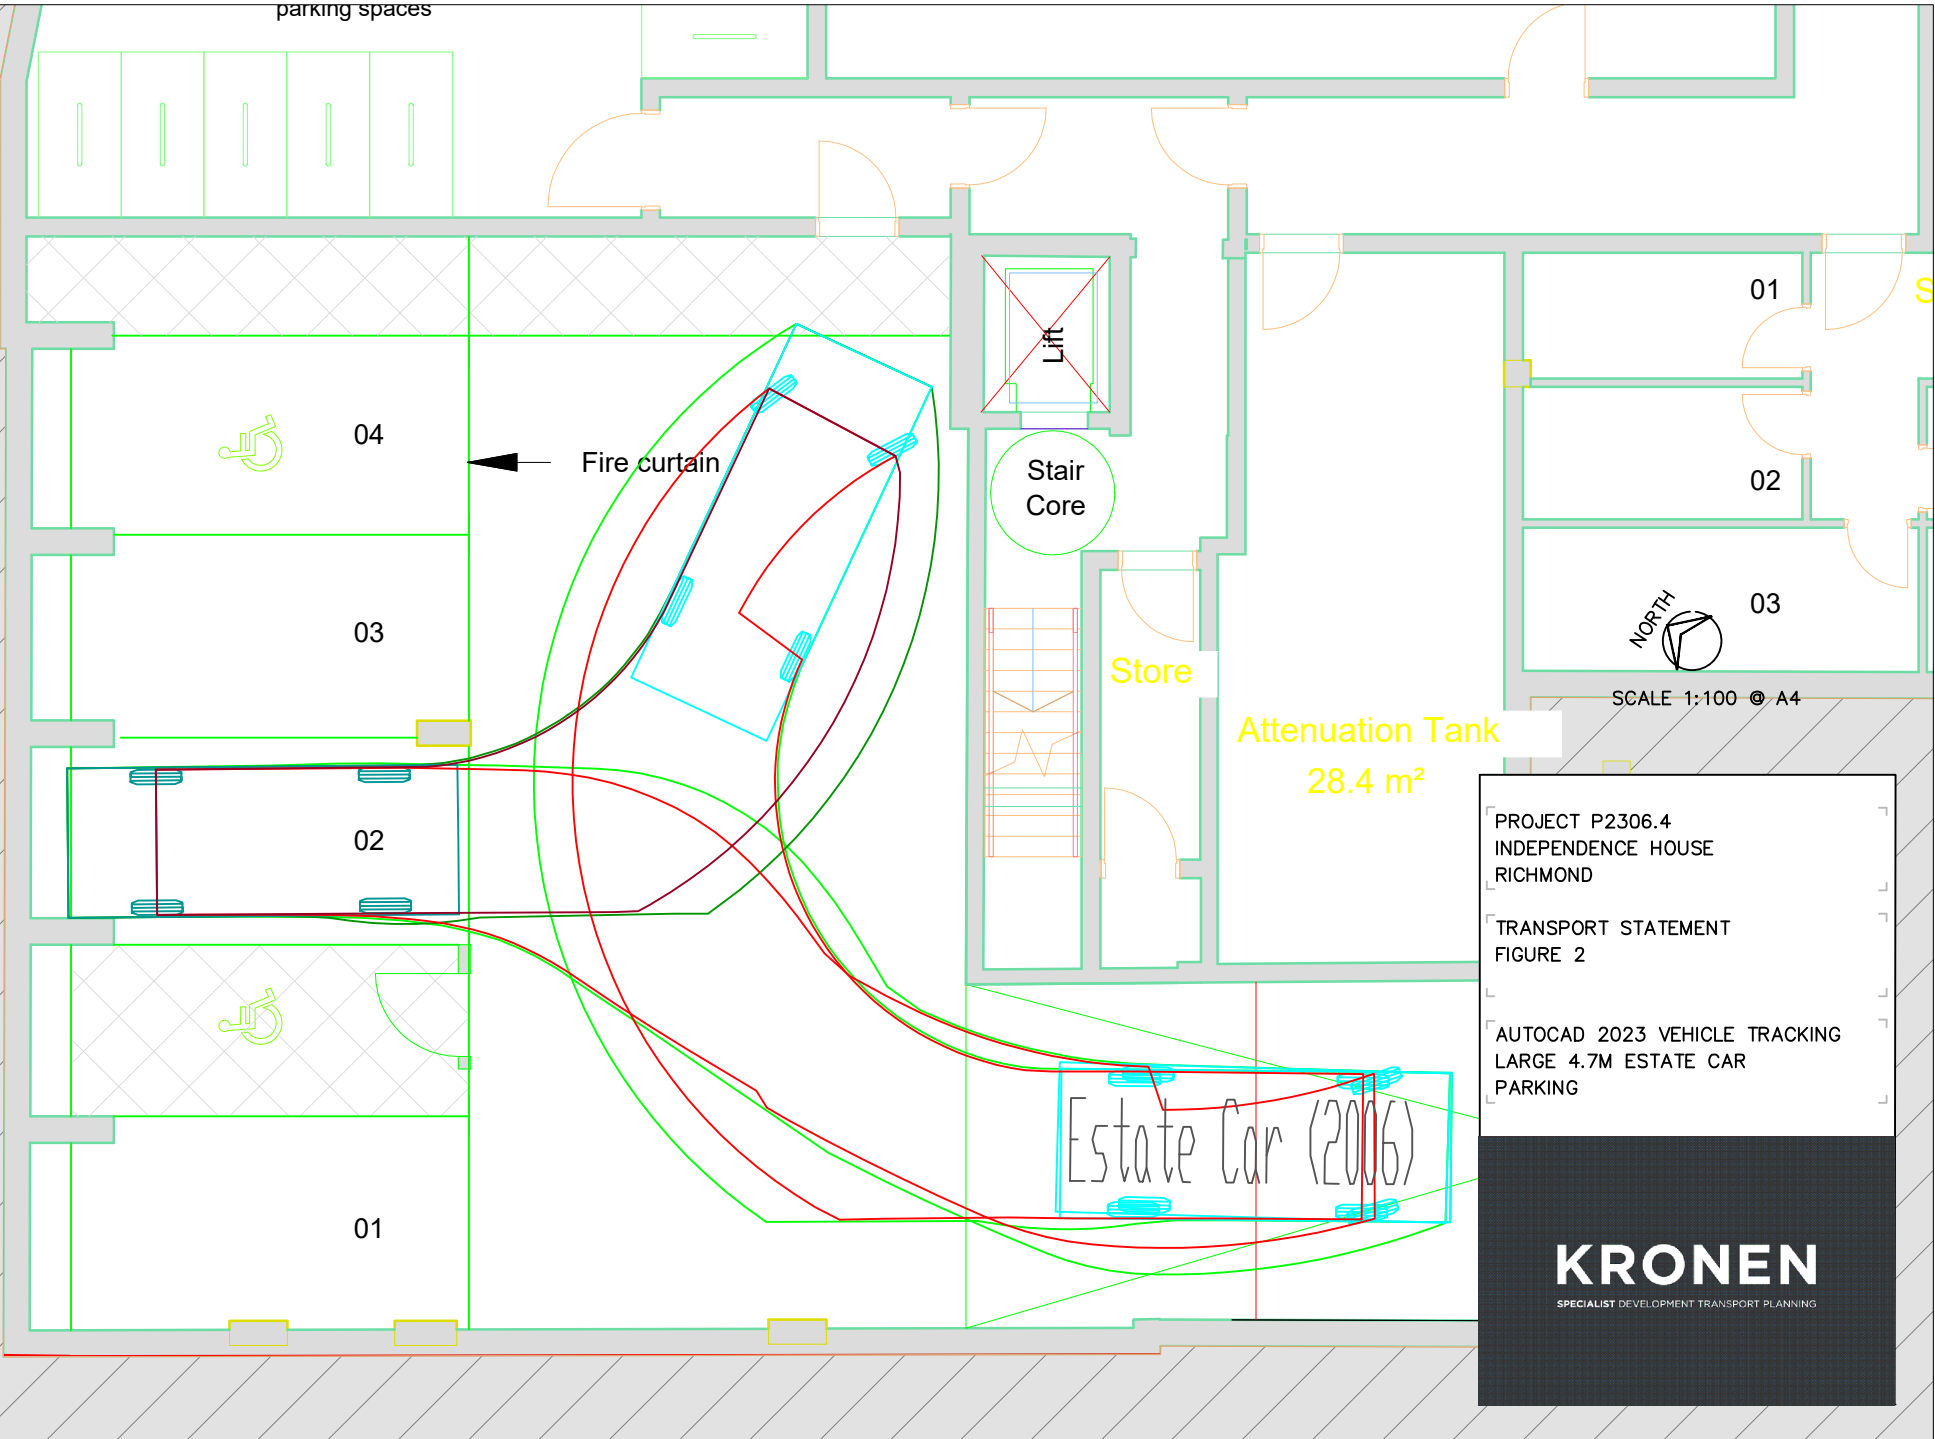 parking spaces
Lift
01
S
04
Fire curtain
Stair
Core
02
03
NORTH
03
Store
SCALE 1:100 @ A4
Attenuation Tank
28.4 m²
02
PROJECT P2306.4
INDEPENDENCE HOUSE
RICHMOND
TRANSPORT STATEMENT
FIGURE 2
AUTOCAD 2023 VEHICLE TRACKING
LARGE 4.7M ESTATE CAR
PARKING
Estate Car (2006)
01
KRONEN
SPECIALIST DEVELOPMENT TRANSPORT PLANNING